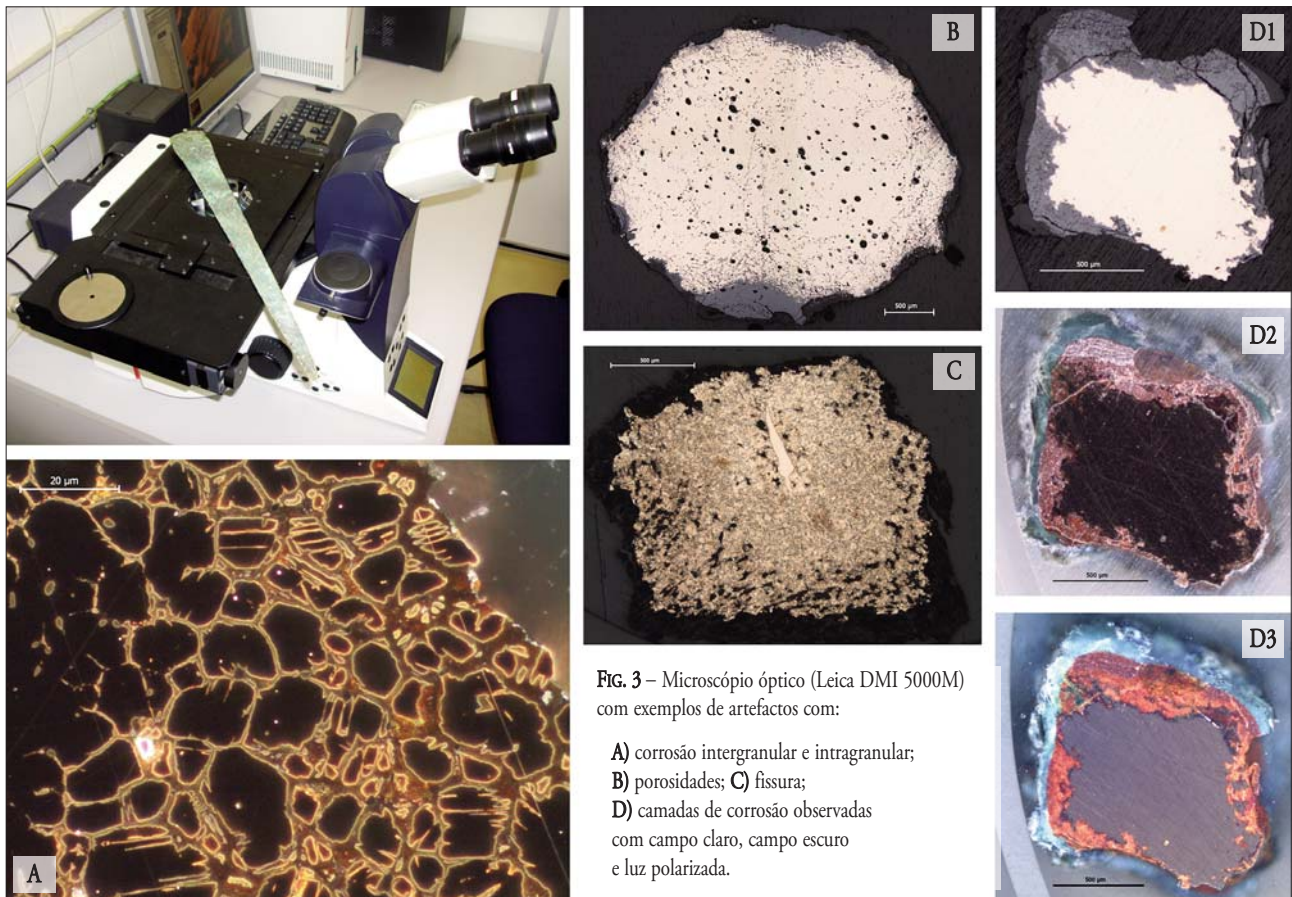 B
D1
500 µm
500 µm
D2
300 µm
C
500 µm
20 µm
D3
FIG. 3 – Microscópio óptico (Leica DMI 5000M)
com exemplos de artefactos com:
A) corrosão intergranular e intragranular;
B) porosidades; C) fissura;
D) camadas de corrosão observadas
com campo claro, campo escuro
e luz polarizada.
500 µm
A